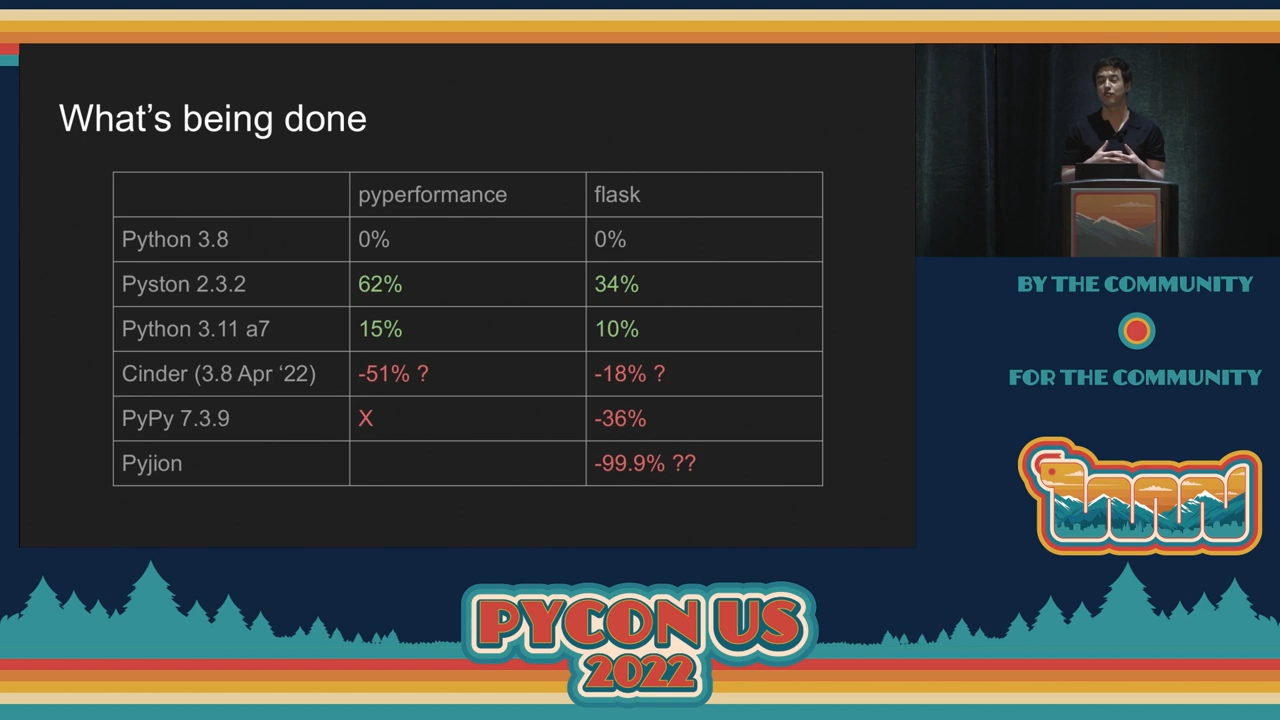 What's being done
pyperformance flask
Python 3.8 0% 0%
Pyston 2.3.2 62% 34%
Python 3.11 a7 15% 10%
Cinder (3.8 Apr ‘22) -51% ? -18% ?
PyPy 7.3.9 X -36%
Pyjion -99.9% ??
BY THE COMMUNITY
FOR THE COMMUNITY
PYCON US
2022